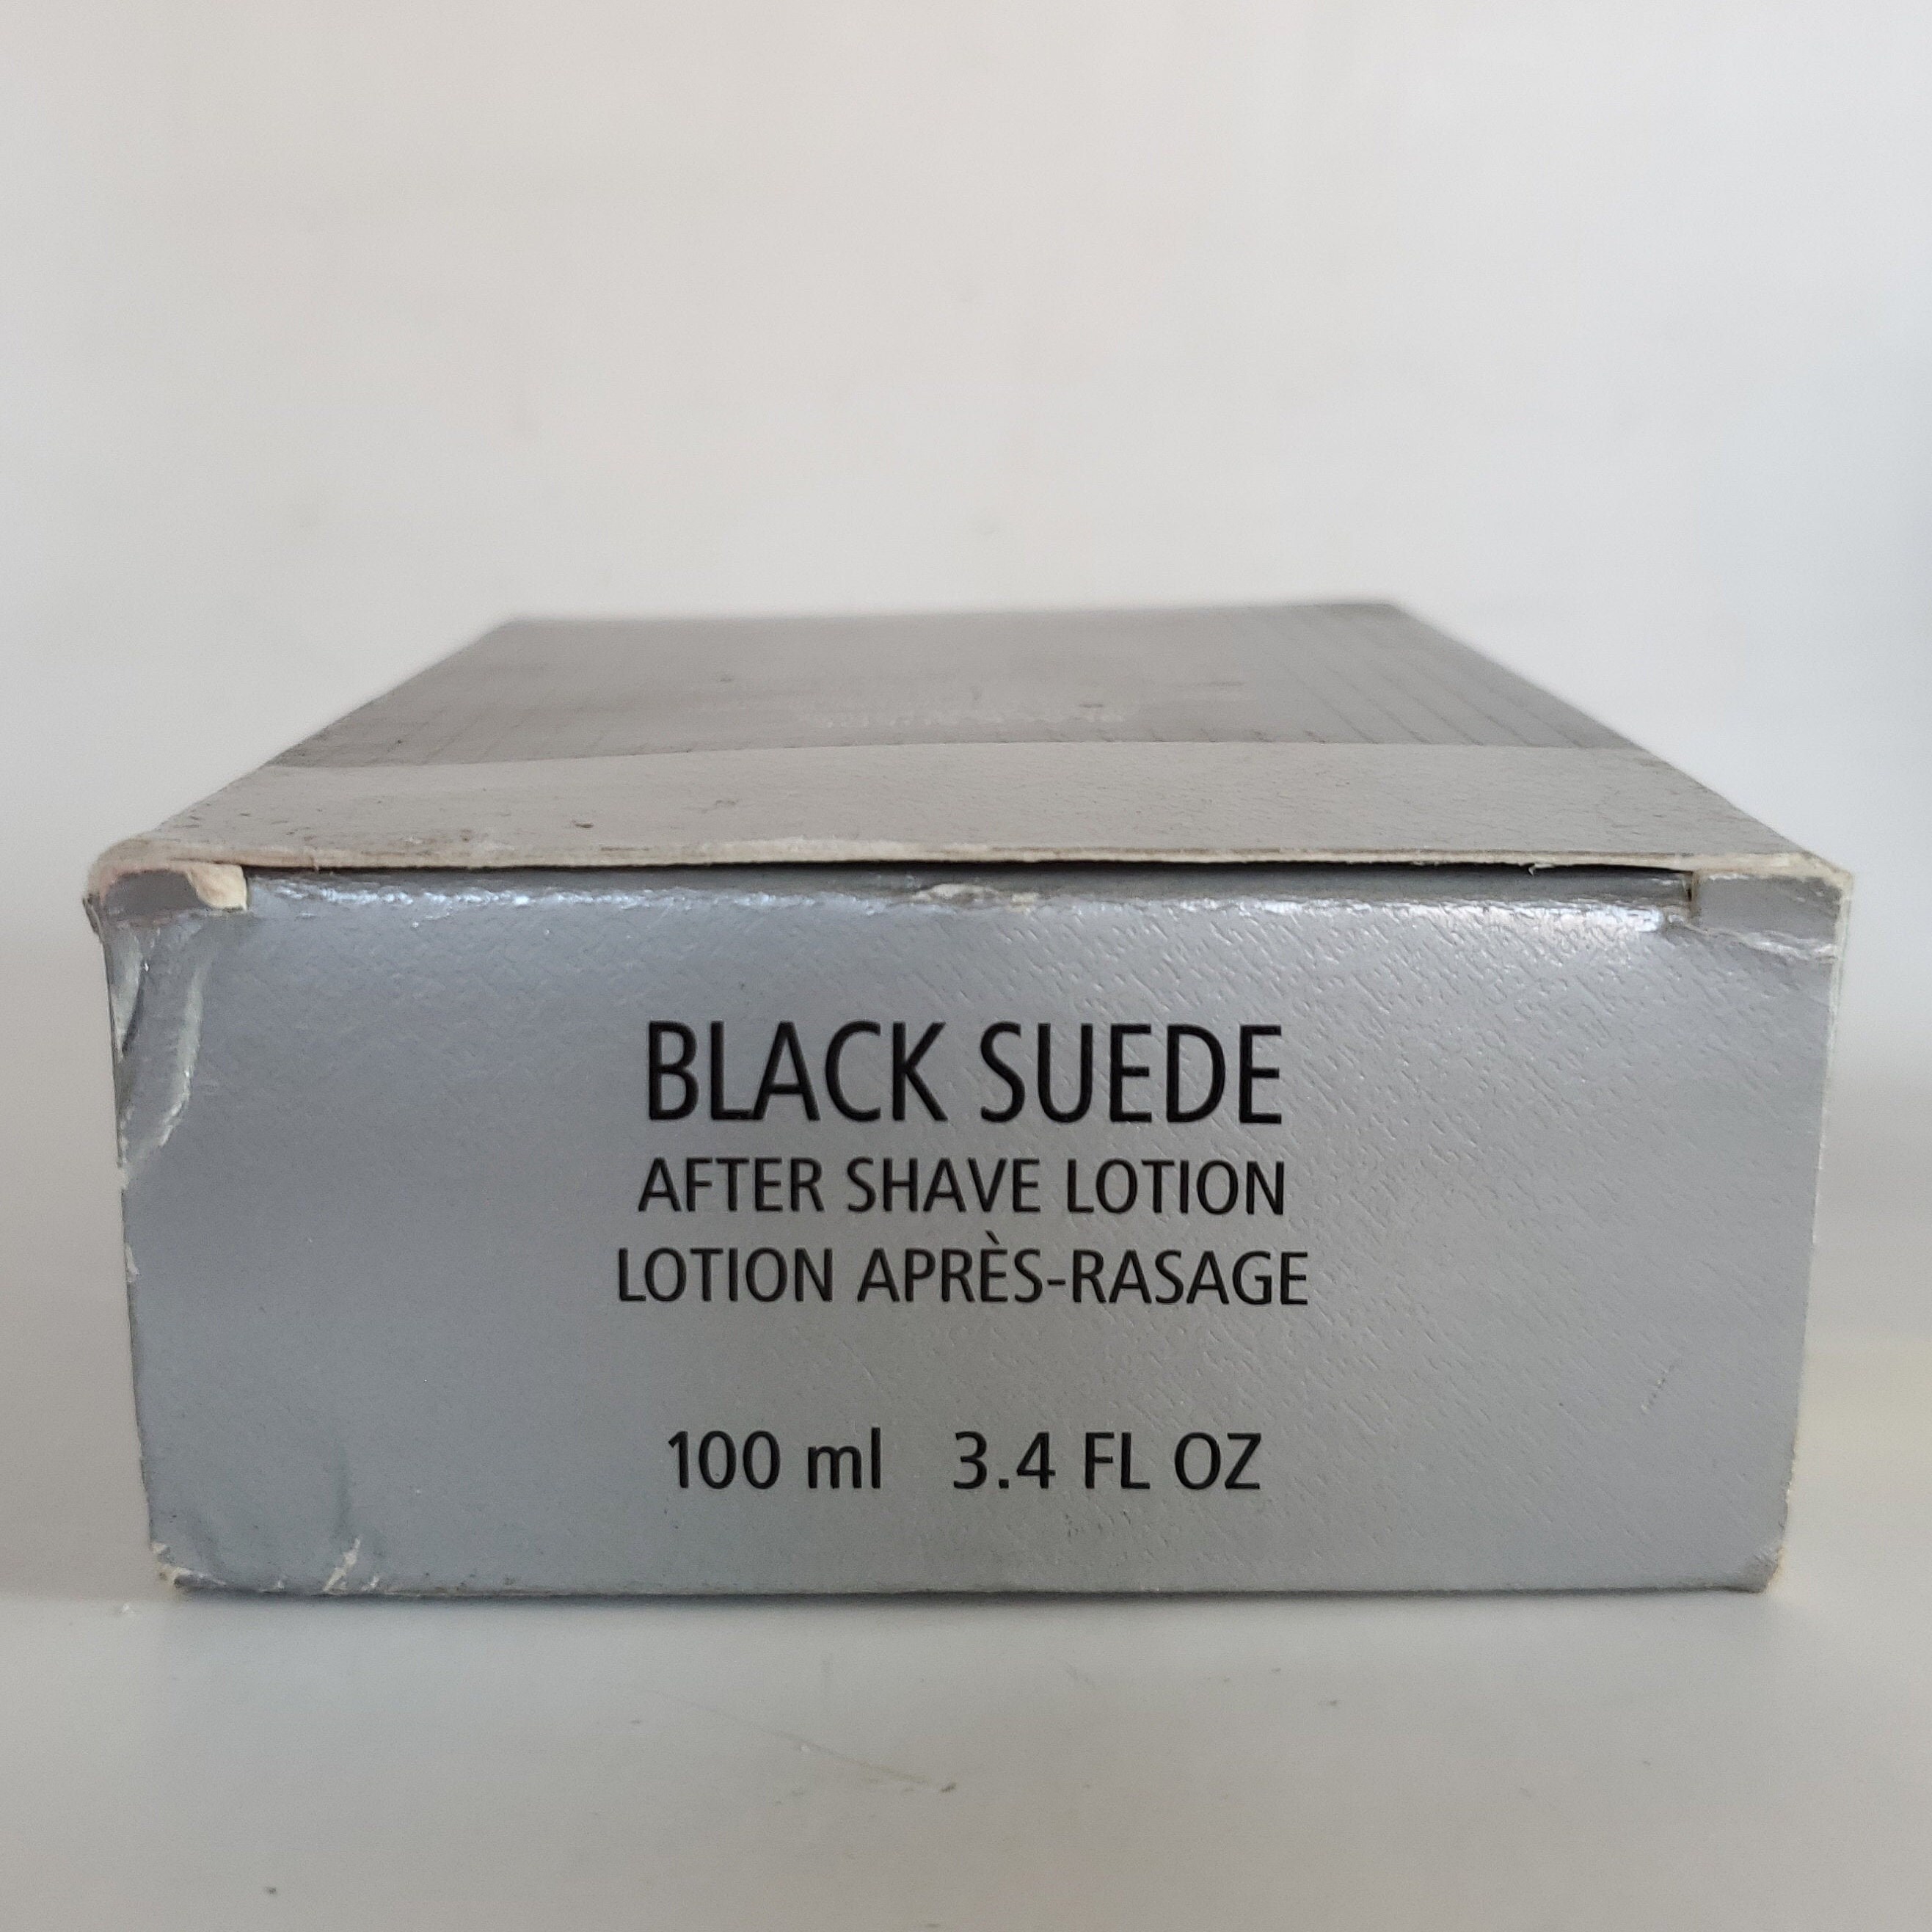 BLACK SUEDE
AFTER SHAVE LOTION
LOTION APRÈS-RASAGE
100 ml 3.4 FL OZ